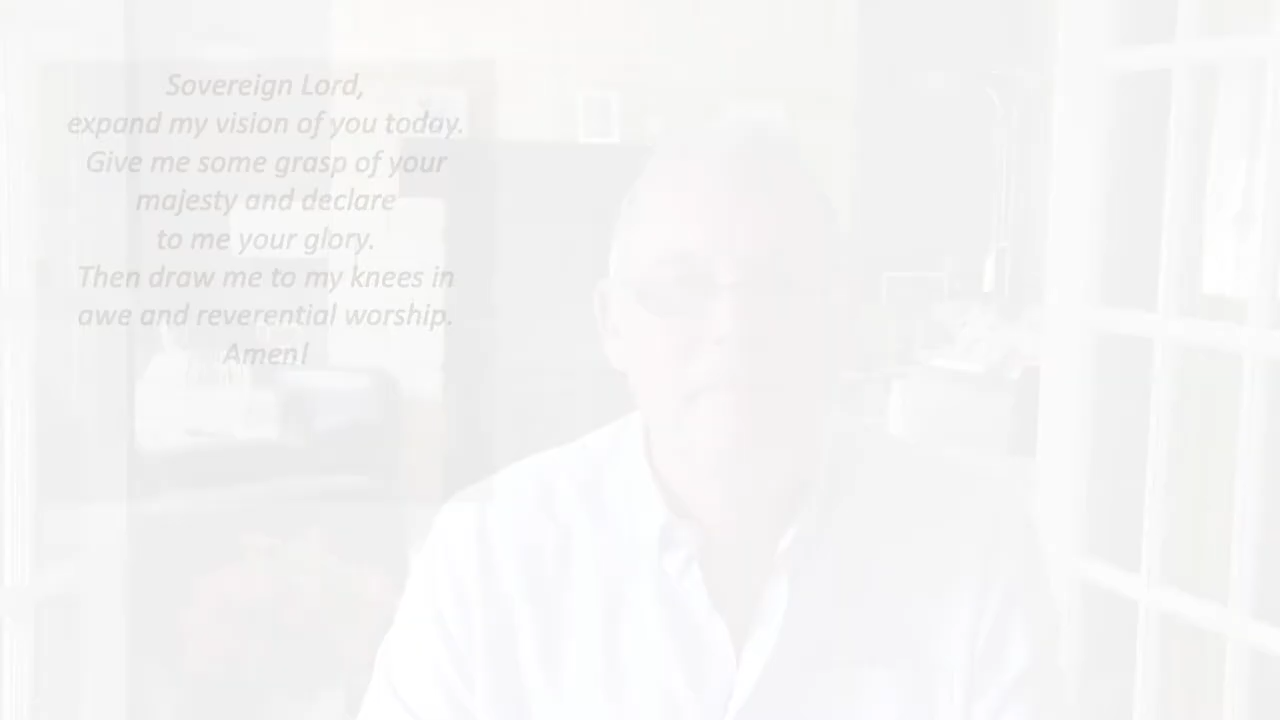 Sovereign Lord,
expand my vision of you today.
Give me some grasp of your
majesty and declare
to me your glory.
Then draw me to my knees in
awe and reverential worship.
Amen!